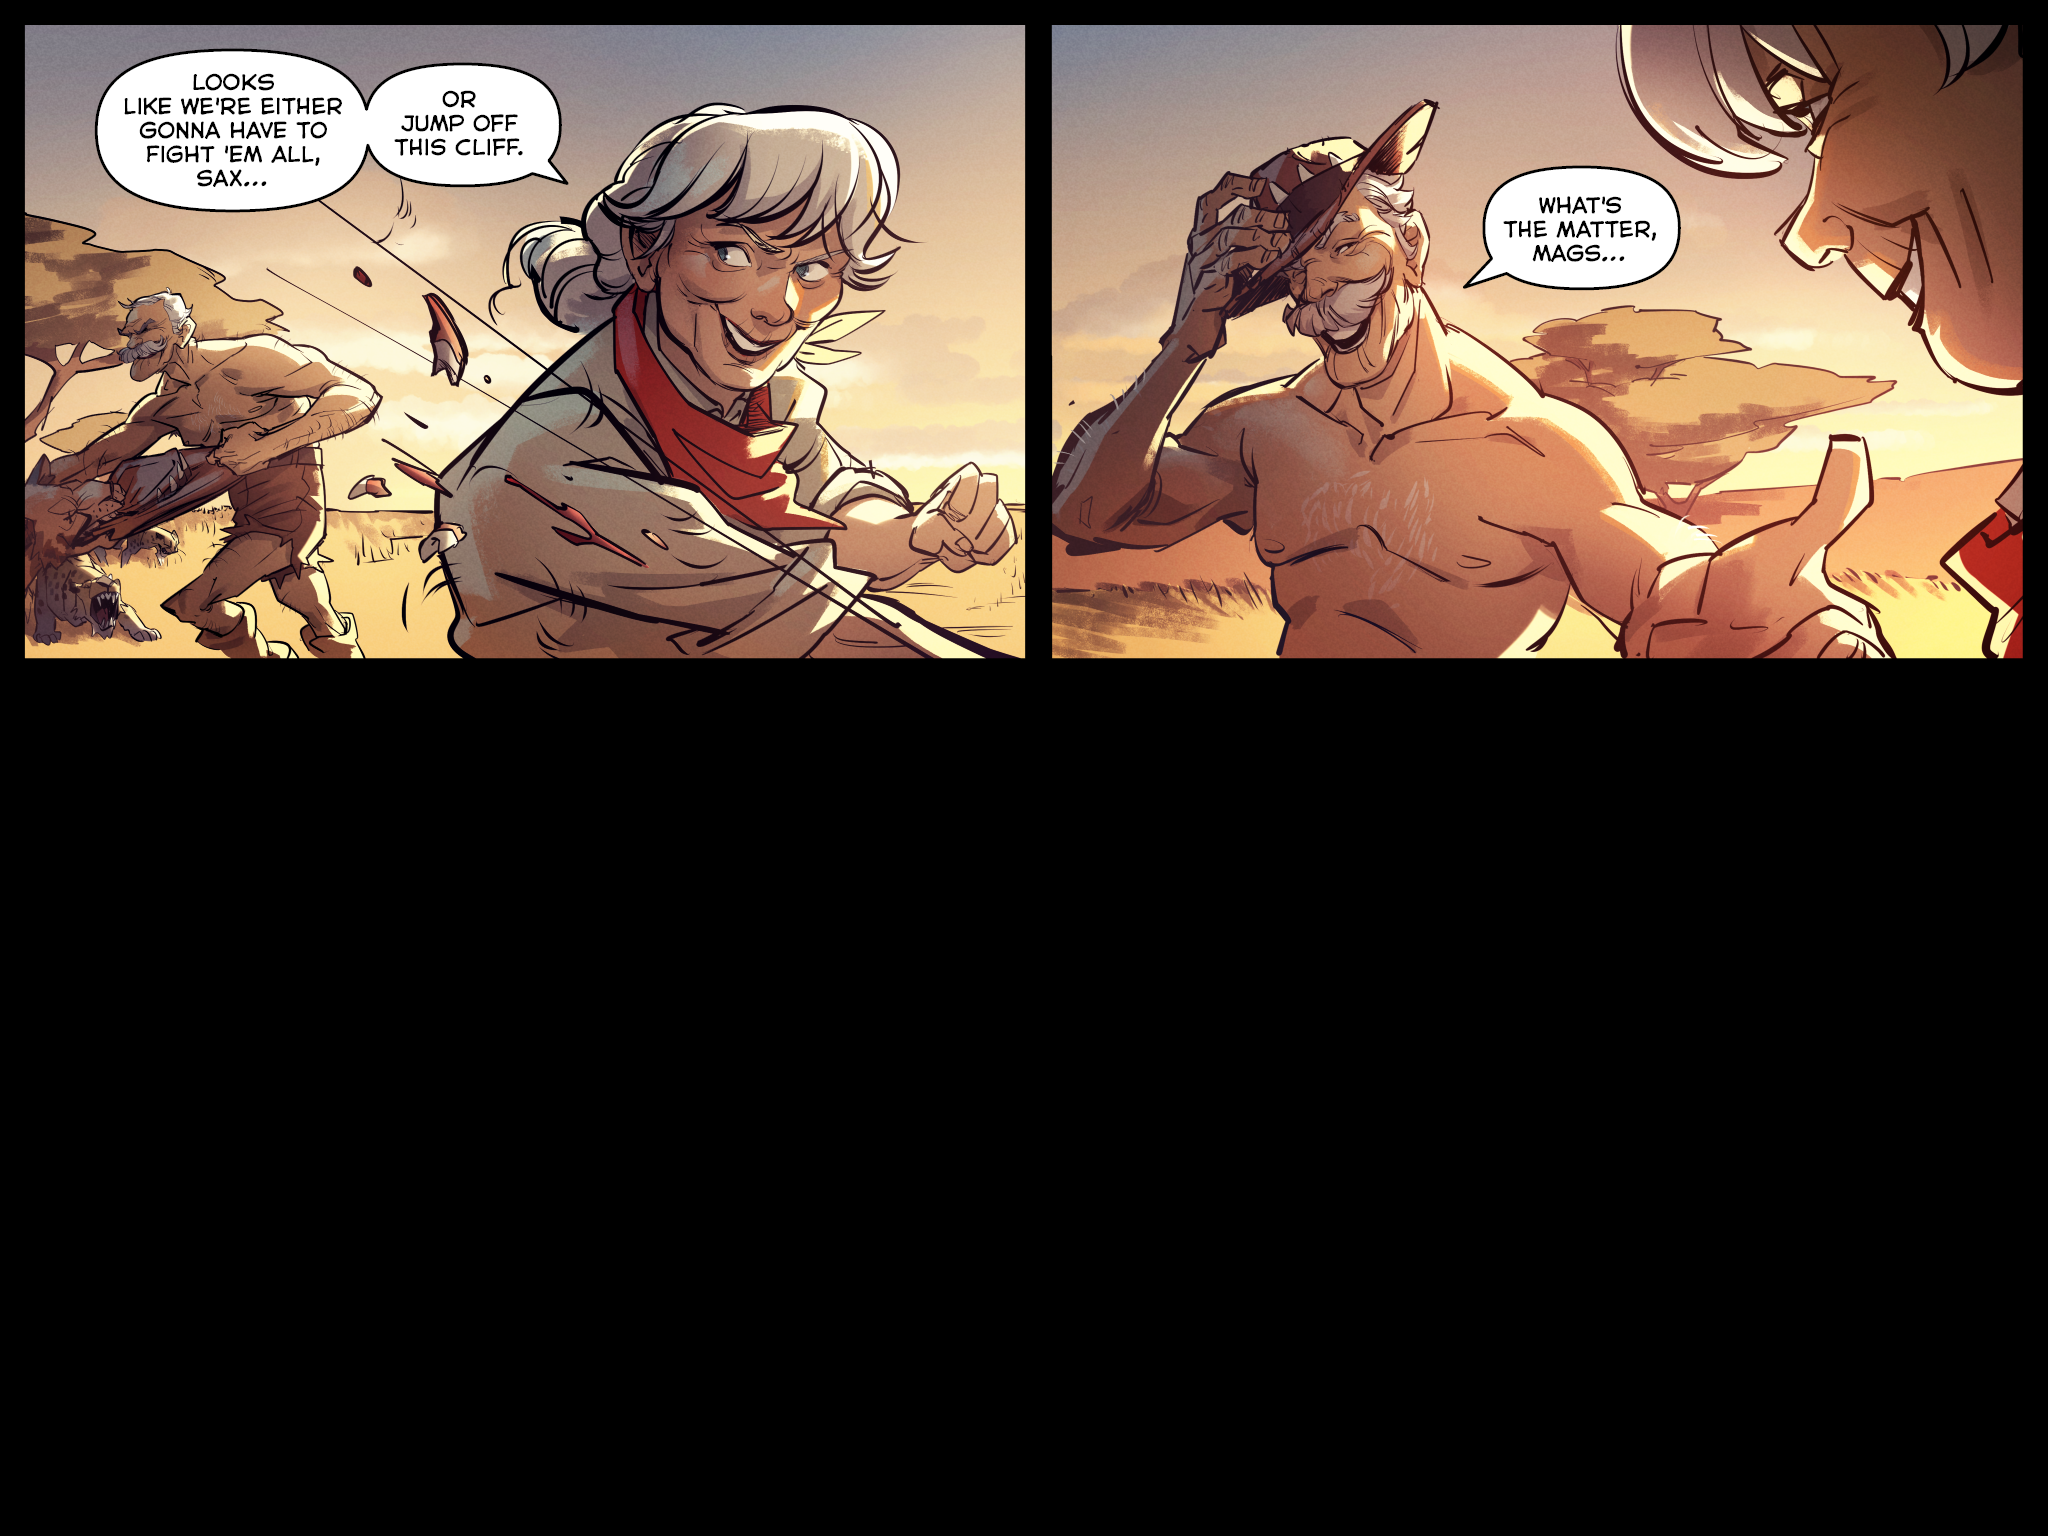 LOOKS
LIKE WE'RE EITHER
GONNA HAVE TO
FIGHT 'EM ALL,
SAX...
OR
JUMP OFF
THIS CLIFF.
WHAT'S
THE MATTER,
MAGS...